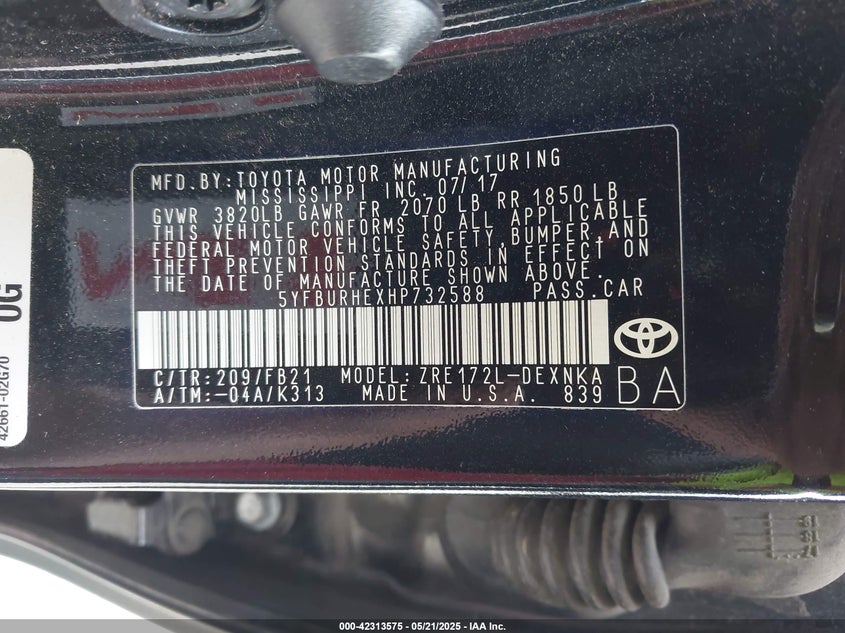 MFD.BY:TOYOTA MOTOR MANUFACTURING
MISSISSIPPI INC. 07/17
GVWR 3820LB GAWR FR 2070 LB RR 1850 LB
THIS VEHICLE CONFORMS TO ALL APPLICABLE
FEDERAL MOTOR VEHICLE SAFETY,BUMPER,AND
THEFT PREVENTION STANDARDS IN EFFECT ON
THE DATE OF MANUFACTURE SHOWN ABOVE.
5YFBURHEXHP732588 PASS.CAR
C/TR:209/FB21 MODEL:ZRE172L-DEXNKA
A/TM:-04A/K313 MADE IN U.S.A. 839
BA
42661-02G70
0G
000-42313575 - 05/21/2025 - IAA Inc.